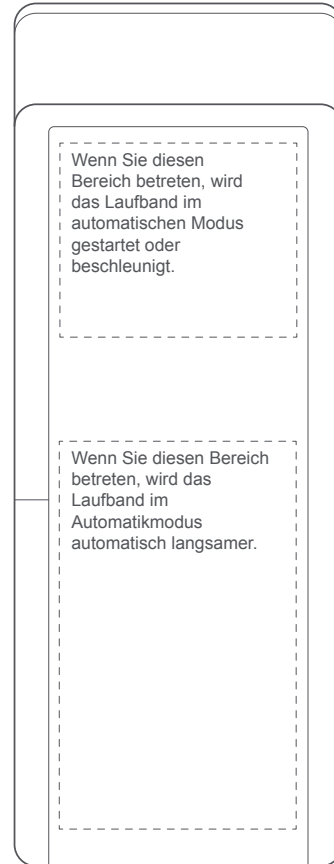 Wenn Sie diesen
Bereich betreten, wird
das Laufband im
automatischen Modus
gestartet oder
beschleunigt.
Wenn Sie diesen Bereich
betreten, wird das
Laufband im
Automatikmodus
automatisch langsamer.